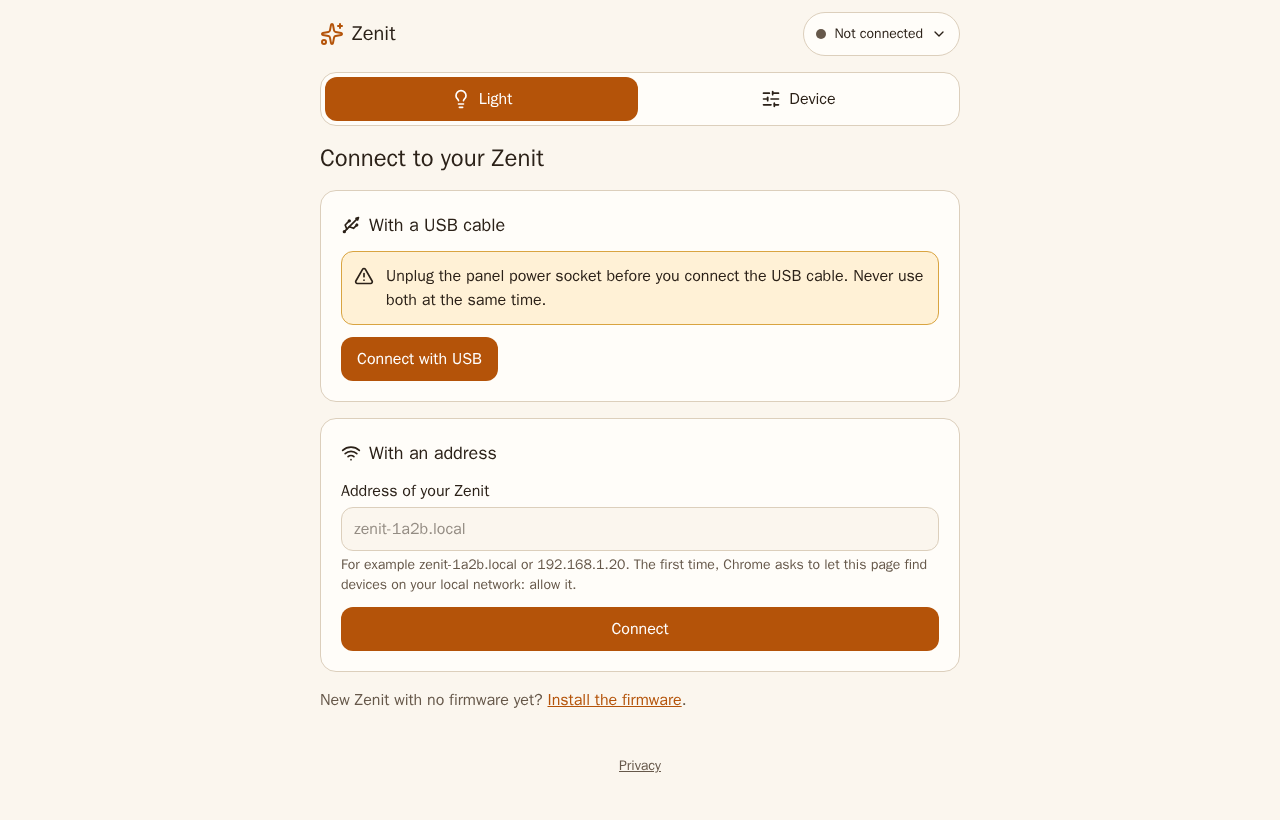 Zenit
Not connected
Light
Device
Connect to your Zenit
With a USB cable
Unplug the panel power socket before you connect the USB cable. Never use
both at the same time.
Connect with USB
With an address
Address of your Zenit
zenit-1a2b.local
For example zenit-1a2b.local or 192.168.1.20. The first time, Chrome asks to let this page find
devices on your local network: allow it.
Connect
New Zenit with no firmware yet? Install the firmware.
Privacy